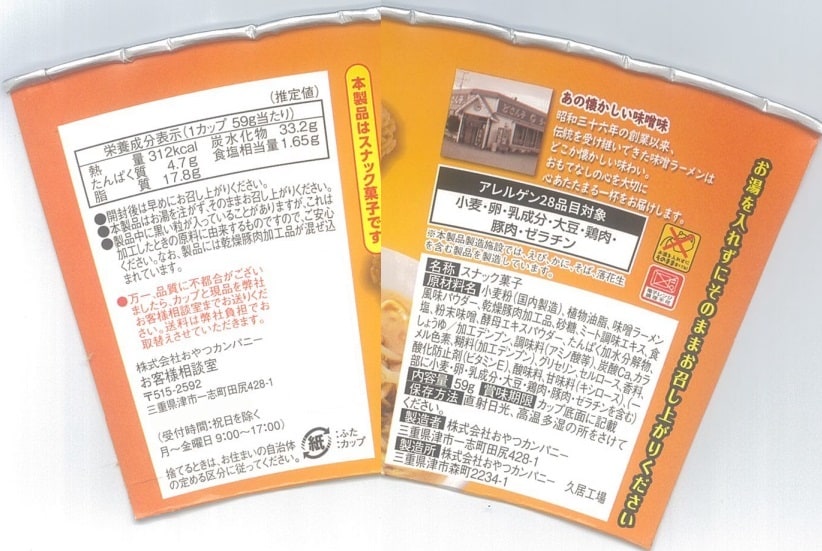 (推定値)
栄養成分表示(1カップ 59g当たり)
熱量 312kcal 炭水化物 33.2g
たんぱく質 4.7g 食塩相当量 1.65g
脂質 17.8g
●開封後は早めにお召し上がりください。
●本製品はお湯を注がず、そのままお召し上がりください。
●製品中に黒い粒が入っていることがありますが、これは
加工したときの原料に由来するものですので、ご安心
ください。なお、製品には乾燥豚肉加工品が混ぜ込
まれています。
●万一、品質に不都合がござい
ましたら、カップと現品を弊社
お客様相談室までお送りくだ
さい。送料は弊社負担でお
取替えさせていただきます。
株式会社おやつカンパニー
お客様相談室
〒515-2592
三重県津市一志町田尻428-1
(受付時間:祝日を除く
月~金曜日 9:00~17:00)
紙
:ふた
:カップ
捨てるときは、お住まいの自治体
の定める区分に従ってください。
本製品はスナック菓子です
あの懐かしい味噌味
昭和三十六年の創業以来、
伝統を受け継いできた味噌ラーメンは
どこか懐かしい味わい。
おもてなしの心を大切に
心あたたまる一杯をお届けします。
アレルゲン28品目対象
小麦・卵・乳成分・大豆・鶏肉・
豚肉・ゼラチン
※本製品製造施設では、えび、かに、そば、落花生
を含む製品を製造しています。
名称 スナック菓子
原材料名 小麦粉(国内製造)、植物油脂、味噌ラーメン
風味パウダー、乾燥豚肉加工品、砂糖、ミート調味エキス、食
塩、粉末味噌、酵母エキスパウダー、たんぱく加水分解物、
しょうゆ/加工デンプン、調味料(アミノ酸等)、炭酸Ca、カラ
メル色素、糊料(加工デンプン)、グリセリン、セルロース、香料、
酸化防止剤(ビタミンE)、酸味料、甘味料(キシロース)、(一
部に小麦・卵・乳成分・大豆・鶏肉・豚肉・ゼラチンを含む)
内容量 59g 賞味期限 カップ底面に記載
保存方法 直射日光、高温多湿の所をさけて
ください。
製造者 株式会社おやつカンパニー
三重県津市一志町田尻428-1
製造所 株式会社おやつカンパニー 久居工場
三重県津市森町2234-1
お湯を入れずにそのままお召し上がりください